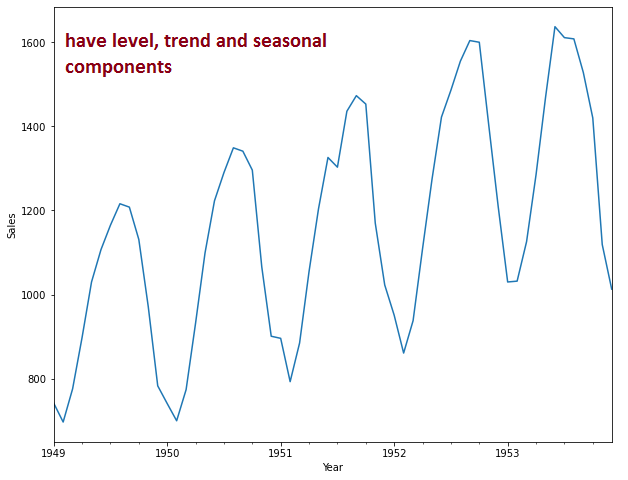 have level, trend and seasonal
components
1600
1400
1200
1000
800
Sales
1949
1950
1951
1952
1953
Year